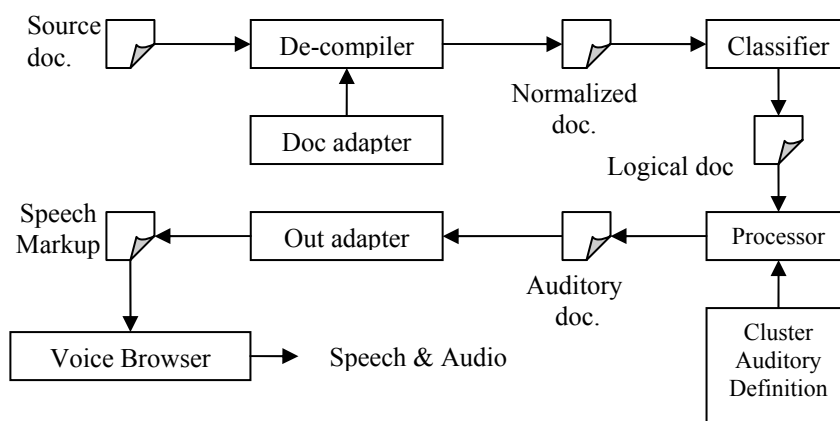 Source
doc.
De-compiler
Classifier
Normalized
doc.
Doc adapter
Logical doc
Speech
Markup
Out adapter
Processor
Auditory
doc.
Cluster
Auditory
Definition
Voice Browser
Speech & Audio